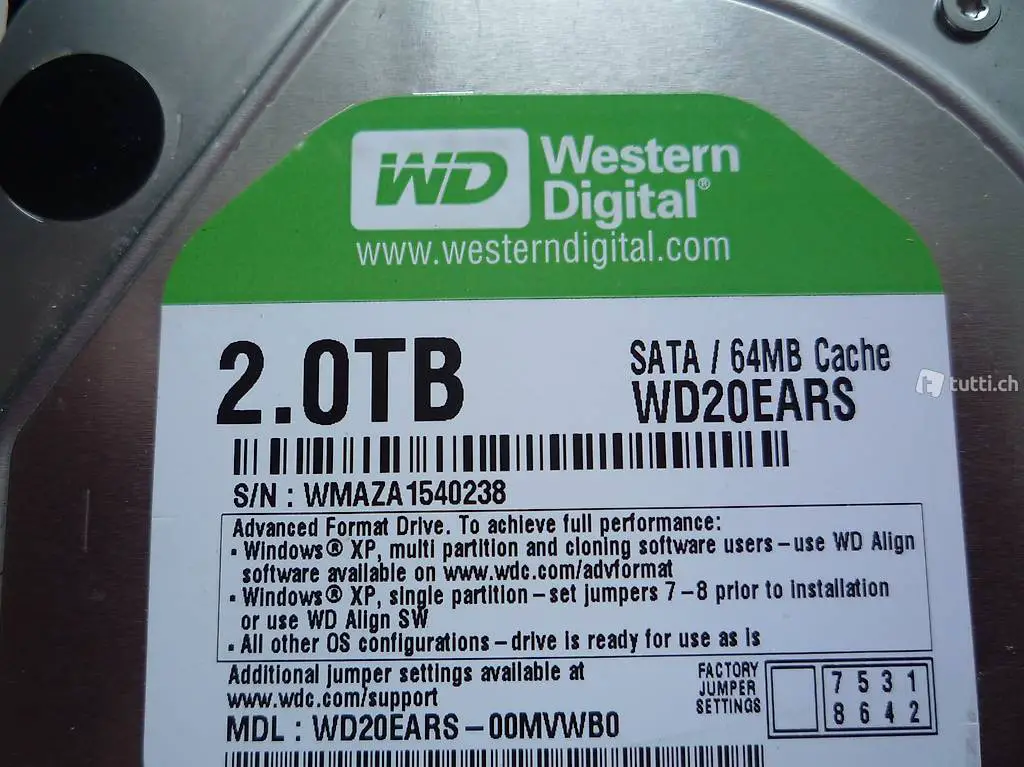 WD Western
Digital®
www.westerndigital.com
2.0TB
SATA / 64MB Cache
WD20EARS
S/N : WMAZA1540238
Advanced Format Drive. To achieve full performance:
• Windows® XP, multi partition and cloning software users – use WD Align
software available on www.wdc.com/advformat
• Windows® XP, single partition – set jumpers 7 – 8 prior to installation
or use WD Align SW
• All other OS configurations – drive is ready for use as is
Additional jumper settings available at
www.wdc.com/support
MDL : WD20EARS – 00MVWB0
FACTORY
JUMPER
SETTINGS
7 5 3 1
8 6 4 2
tutti.ch